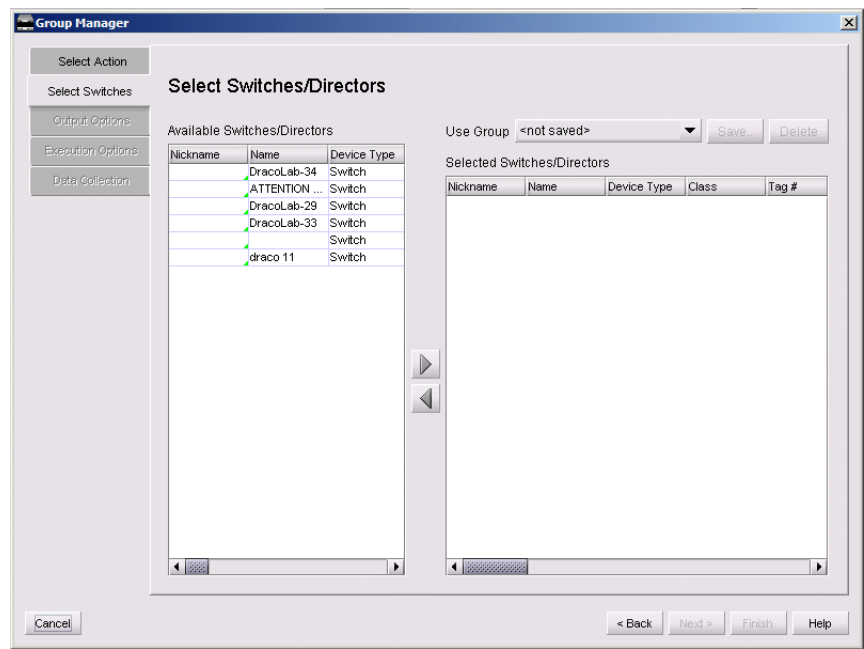 Group Manager
Select Action
Select Switches
Output Options
Execution Options
Data Collection
Select Switches/Directors
Available Switches/Directors
Nickname Name Device Type
DracoLab-34 Switch
ATTENTION ... Switch
DracoLab-29 Switch
DracoLab-33 Switch
Switch
draco 11 Switch
Use Group <not saved> Save.. Delete
Selected Switches/Directors
Nickname Name Device Type Class Tag #
Cancel < Back Next > Finish Help